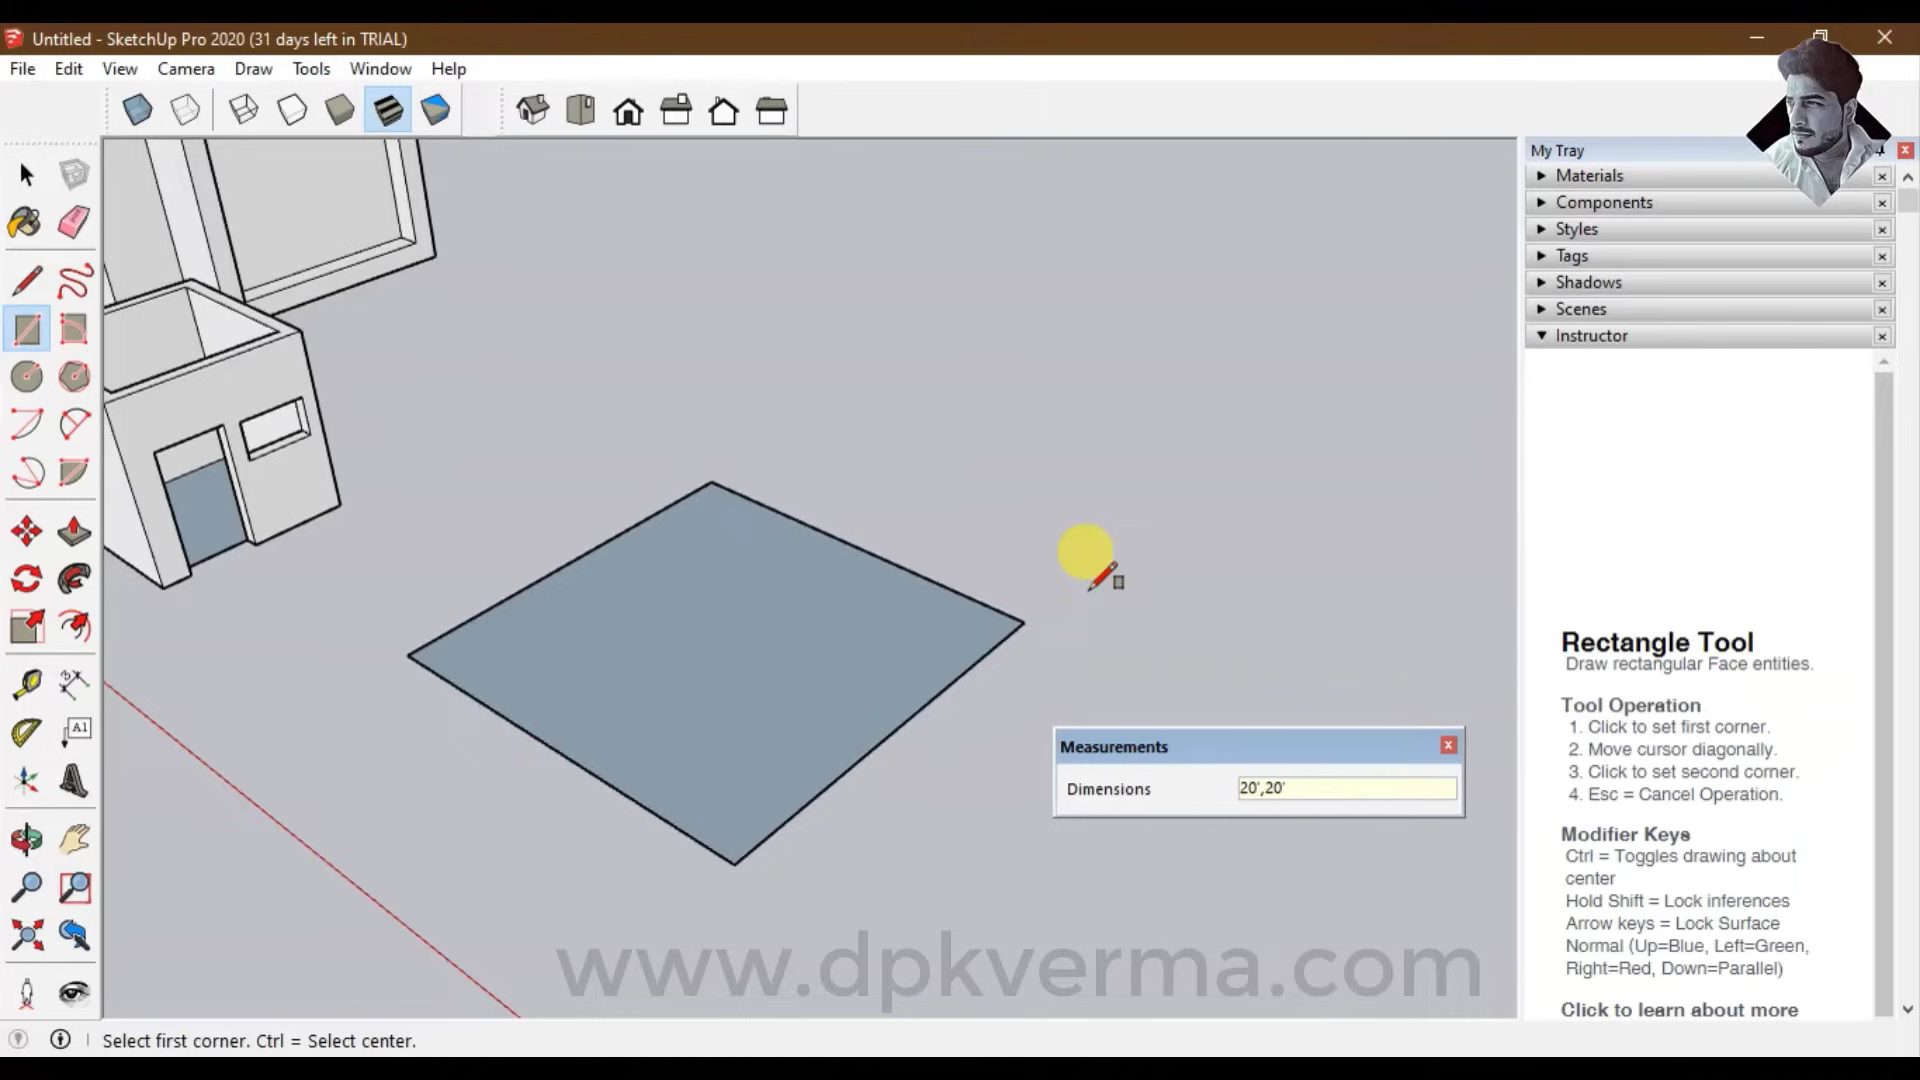 Untitled - SketchUp Pro 2020 (31 days left in TRIAL)
File Edit View Camera Draw Tools Window Help
My Tray
Materials
Components
Styles
Tags
Shadows
Scenes
Instructor
Rectangle Tool
Draw rectangular Face entities.
Tool Operation
1. Click to set first corner.
2. Move cursor diagonally.
3. Click to set second corner.
4. Esc = Cancel Operation.
Modifier Keys
Ctrl = Toggles drawing about
center
Hold Shift = Lock inferences
Arrow keys = Lock Surface
Normal (Up=Blue, Left=Green,
Right=Red, Down=Parallel)
Click to learn about more
A1
Measurements
Dimensions 20',20'
www.dpkverma.com
Select first corner. Ctrl = Select center.